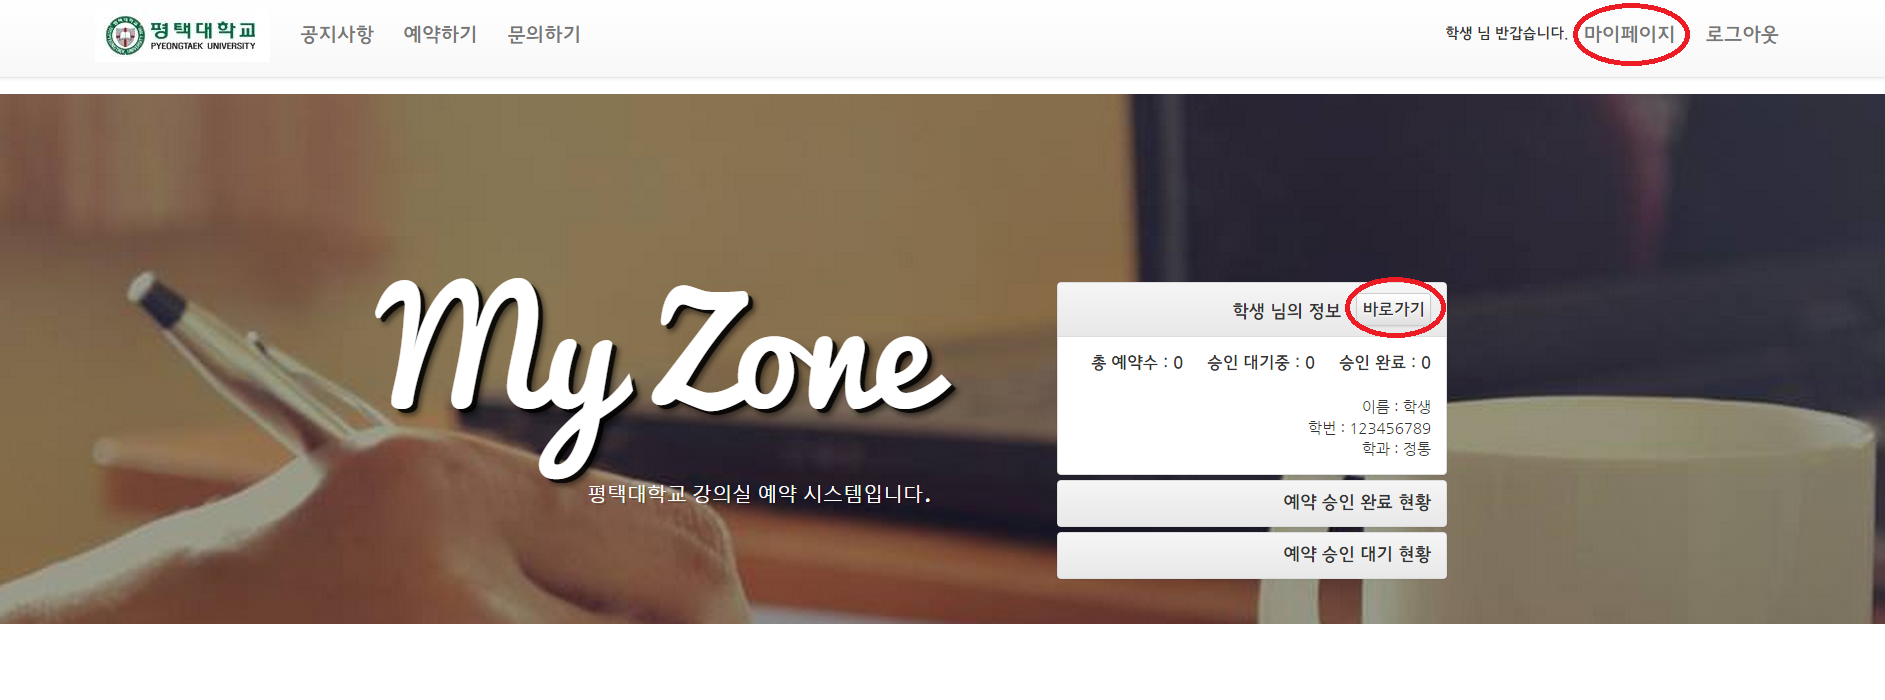 평택대학교
PYEONGTAEK UNIVERSITY
공지사항 예약하기 문의하기
학생 님 반갑습니다. 마이페이지 로그아웃
My Zone
평택대학교 강의실 예약 시스템입니다.
학생 님의 정보 바로가기
총 예약수 : 0 승인 대기중 : 0 승인 완료 : 0
이름 : 학생
학번 : 123456789
학과 : 정통
예약 승인 완료 현황
예약 승인 대기 현황